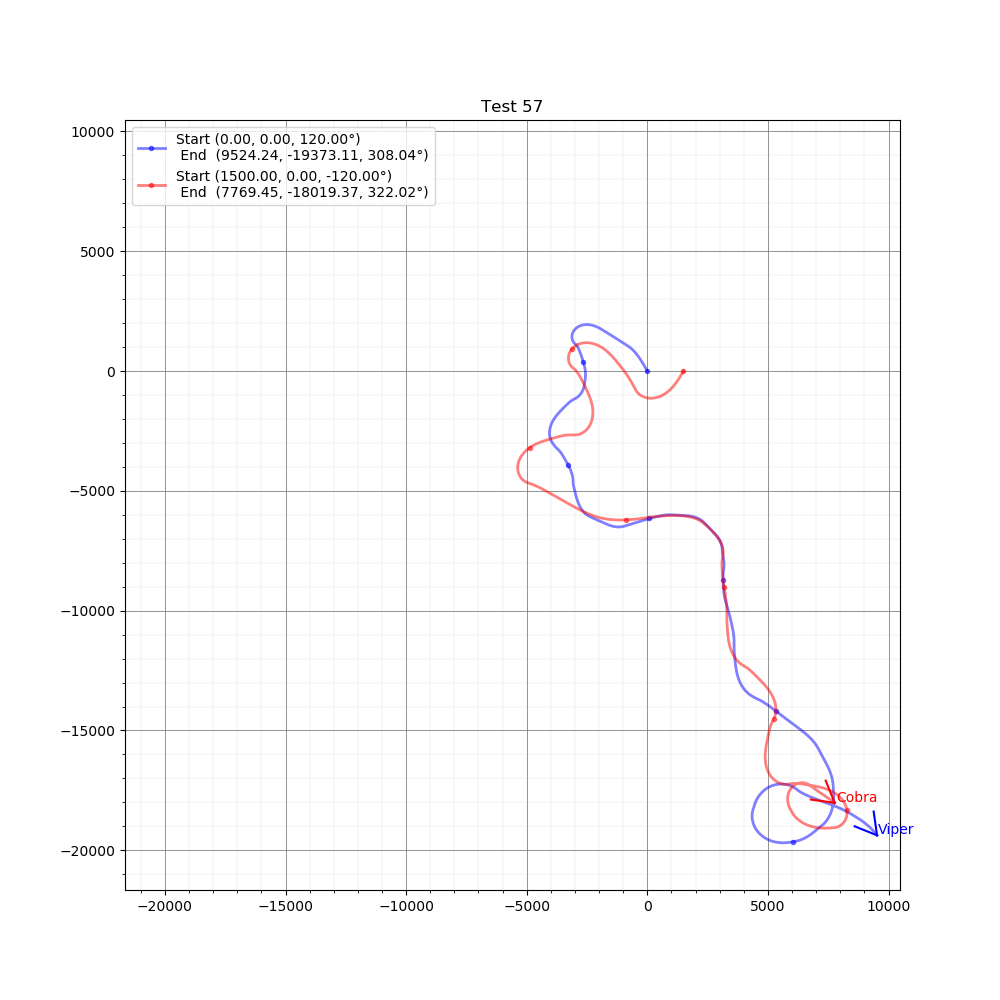 Test 57
Start (0.00, 0.00, 120.00°)
End  (9524.24, -19373.11, 308.04°)
Start (1500.00, 0.00, -120.00°)
End  (7769.45, -18019.37, 322.02°)
10000
5000
0
−5000
−10000
−15000
−20000
Cobra
Viper
−20000 −15000 −10000 −5000 0 5000 10000